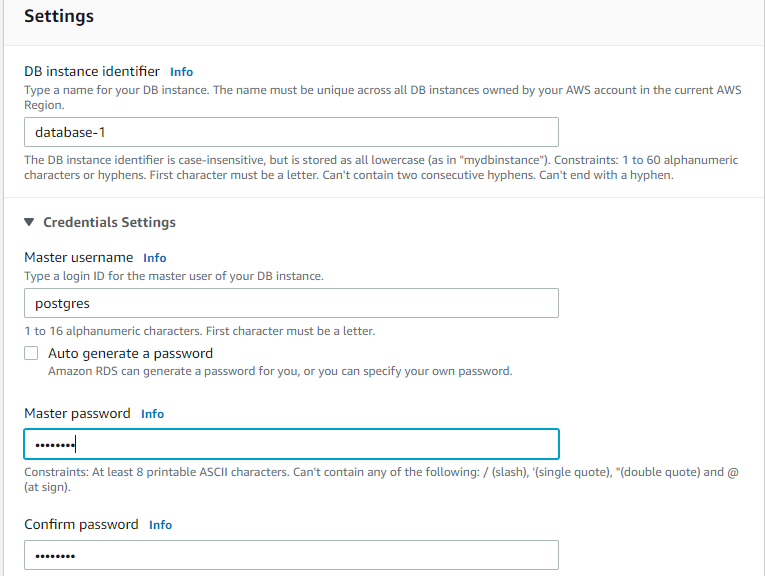 Settings
DB instance identifier Info
Type a name for your DB instance. The name must be unique across all DB instances owned by your AWS account in the current AWS
Region.
database-1
The DB instance identifier is case-insensitive, but is stored as all lowercase (as in "mydbinstance"). Constraints: 1 to 60 alphanumeric
characters or hyphens. First character must be a letter. Can't contain two consecutive hyphens. Can't end with a hyphen.
Credentials Settings
Master username Info
Type a login ID for the master user of your DB instance.
postgres
1 to 16 alphanumeric characters. First character must be a letter.
Auto generate a password
Amazon RDS can generate a password for you, or you can specify your own password.
Master password Info
••••••••
Constraints: At least 8 printable ASCII characters. Can't contain any of the following: / (slash), '(single quote), "(double quote) and @
(at sign).
Confirm password Info
••••••••